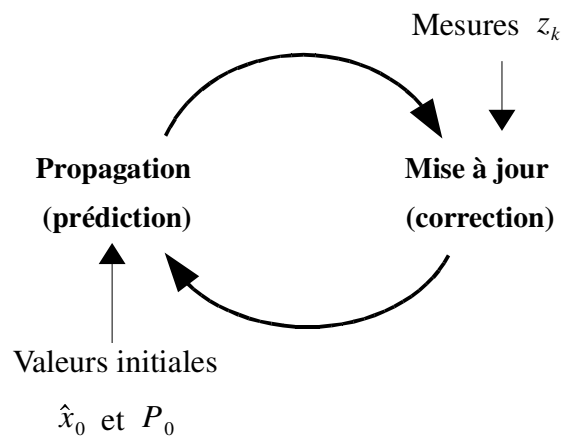 Mesures z_k
Propagation
(prédiction)
Mise à jour
(correction)
Valeurs initiales
x̂_0 et P_0